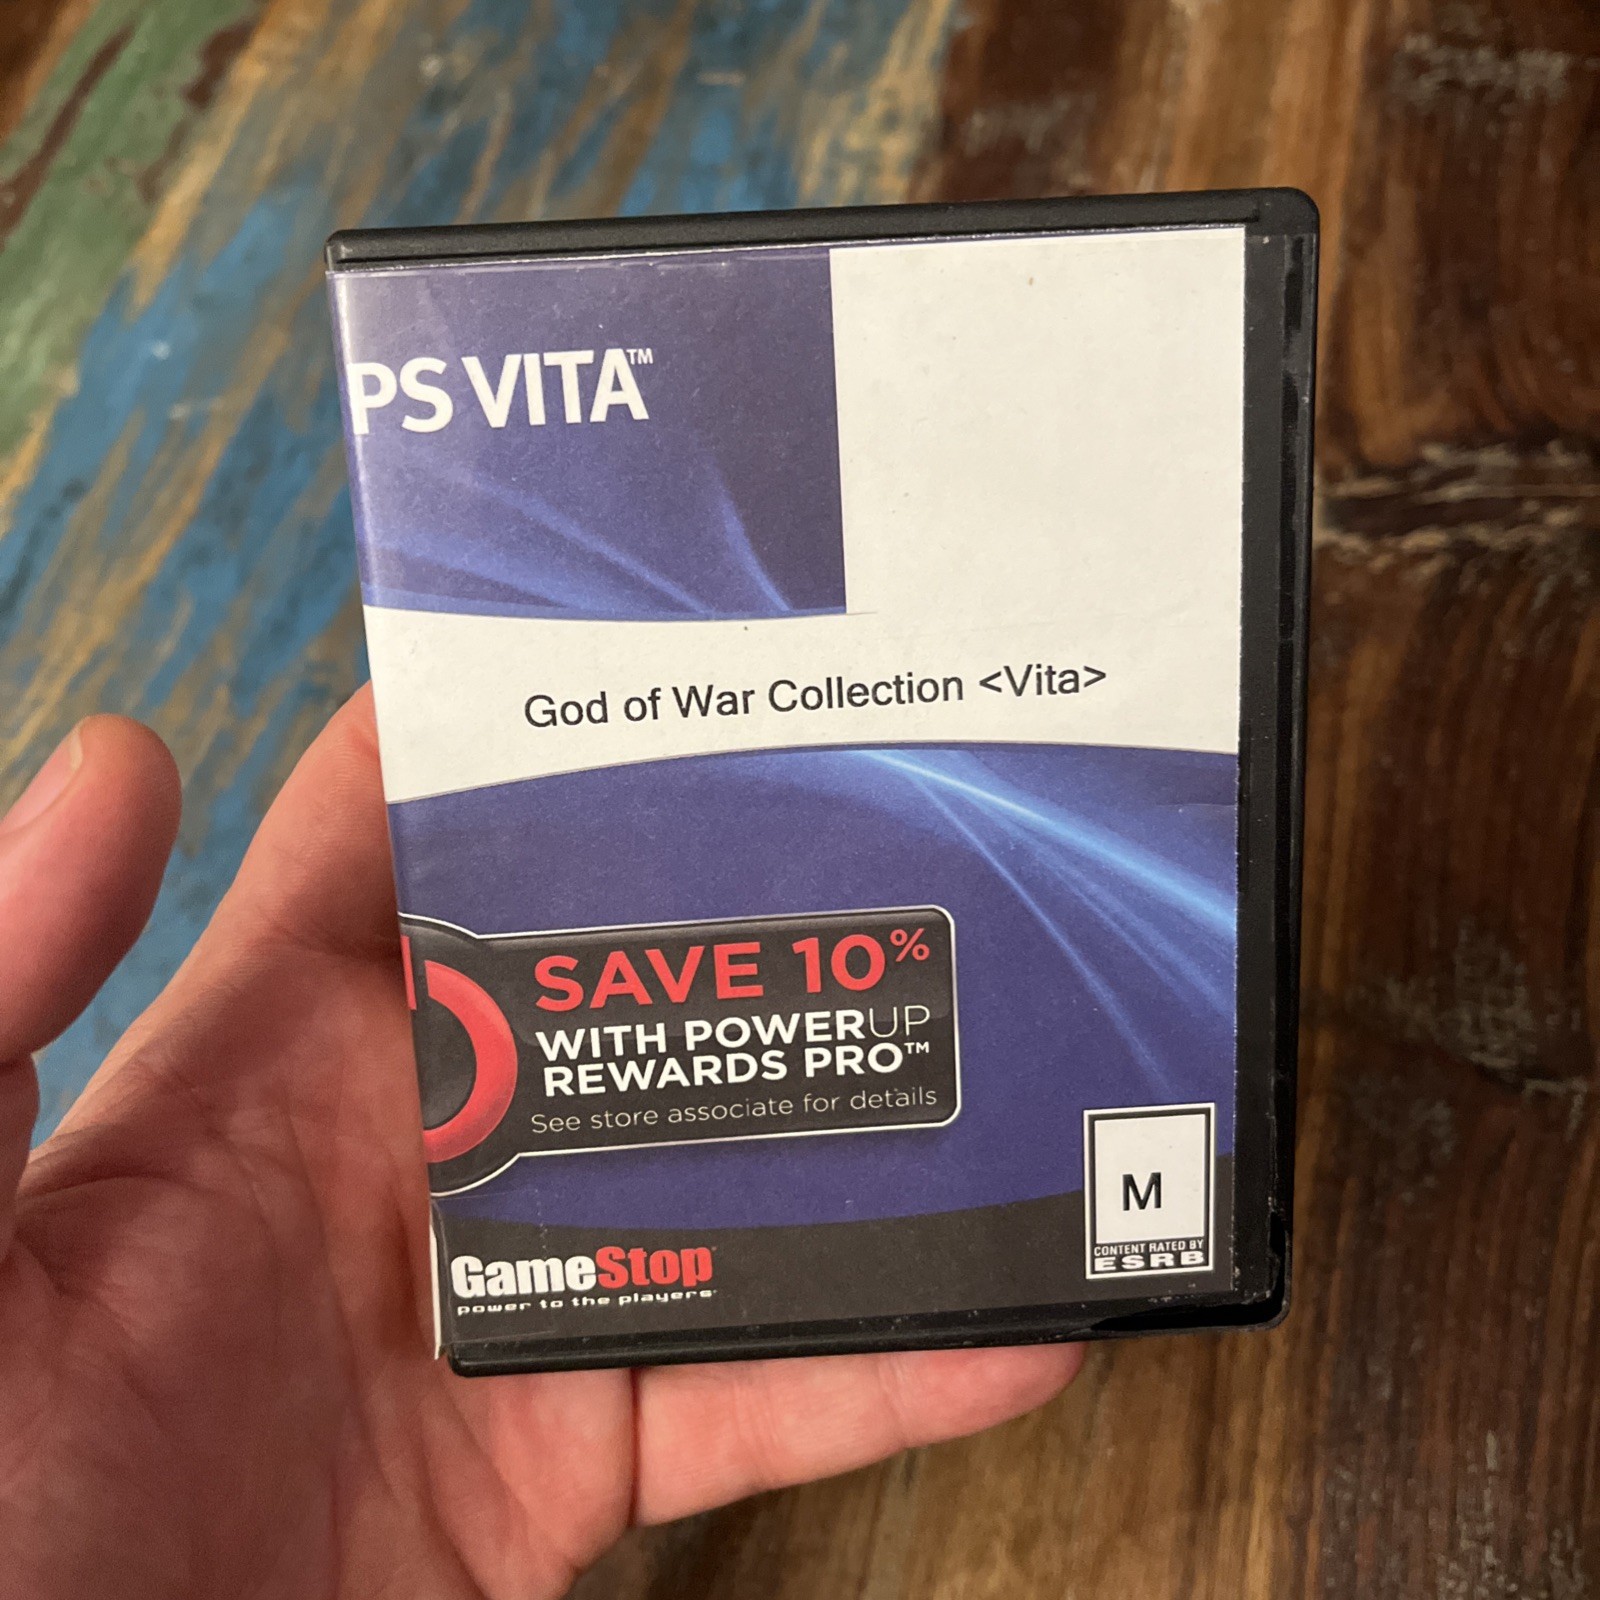 PS VITA™
God of War Collection <Vita>
SAVE 10%
WITH POWERUP
REWARDS PRO™
See store associate for details
M
CONTENT RATED BY
ESRB
GameStop
power to the players